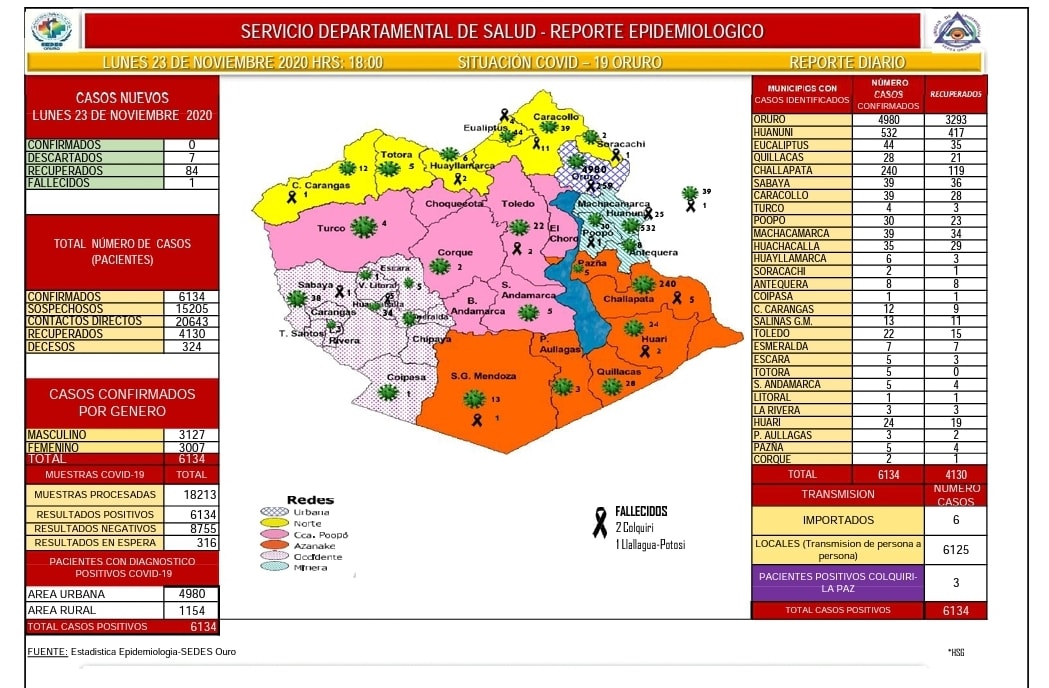 SERVICIO DEPARTAMENTAL DE SALUD - REPORTE EPIDEMIOLOGICO
LUNES 23 DE NOVIEMBRE 2020 HRS: 18:00 SITUACIÓN COVID – 19 ORURO REPORTE DIARIO
CASOS NUEVOS
LUNES 23 DE NOVIEMBRE 2020
CONFIRMADOS 0
DESCARTADOS 7
RECUPERADOS 84
FALLECIDOS 1
TOTAL NÚMERO DE CASOS
(PACIENTES)
CONFIRMADOS 6134
SOSPECHOSOS 15205
CONTACTOS DIRECTOS 20643
RECUPERADOS 4130
DECESOS 324
CASOS CONFIRMADOS
POR GENERO
MASCULINO 3127
FEMENINO 3007
TOTAL 6134
MUESTRAS COVID-19 TOTAL
MUESTRAS PROCESADAS 18213
RESULTADOS POSITIVOS 6134
RESULTADOS NEGATIVOS 8755
RESULTADOS EN ESPERA 316
PACIENTES CON DIAGNOSTICO
POSITIVOS COVID-19
AREA URBANA 4980
AREA RURAL 1154
TOTAL CASOS POSITIVOS 6134
Caracollo
39
4
Eualiptus
44
11
2
Soracachi
1
Totora
5
12
6
Huayllamarca
2
C. Carangas
1
4980
Oruro
259
39
1
Choquecota
Toledo
22
2
Machacamarca
Huanuni
25
532
30
Poopó
1
8
Antequera
Turco
4
El
Choro
Corque
2
Pazña
5
Escara
1
V. Litoral
5
Sabaya
1
38
Carangas
34
T. Santos
3
Rivera
Chipaya
B.
Andamarca
S.
Andamarca
5
240
Challapata
5
24
Huari
2
P.
Aullagas
3
Quillacas
28
Coipasa
1
S.G. Mendoza
13
1
Redes
Urbana
Norte
Cca. Poopó
Azanake
Occidente
Minera
FALLECIDOS
2 Colquiri
1 Llallagua-Potosi
MUNICIPIOS CON
CASOS IDENTIFICADOS
NÚMERO
CASOS
CONFIRMADOS
RECUPERADOS
ORURO 4980 3293
HUANUNI 532 417
EUCALIPTUS 44 35
QUILLACAS 28 21
CHALLAPATA 240 119
SABAYA 39 36
CARACOLLO 39 28
TURCO 4 3
POOPO 30 23
MACHACAMARCA 39 34
HUACHACALLA 35 29
HUAYLLAMARCA 6 3
SORACACHI 2 1
ANTEQUERA 8 8
COIPASA 1 1
C. CARANGAS 12 9
SALINAS G.M. 13 11
TOLEDO 22 15
ESMERALDA 7 7
ESCARA 5 3
TOTORA 5 0
S. ANDAMARCA 5 4
LITORAL 1 1
LA RIVERA 3 3
HUARI 24 19
P. AULLAGAS 3 2
PAZÑA 5 4
CORQUE 2 1
TOTAL 6134 4130
TRANSMISION NÚMERO
CASOS
IMPORTADOS 6
LOCALES (Transmision de persona a
persona) 6125
PACIENTES POSITIVOS COLQUIRI-
LA PAZ 3
TOTAL CASOS POSITIVOS 6134
FUENTE: Estadistica Epidemiologia-SEDES Ouro
*HSG